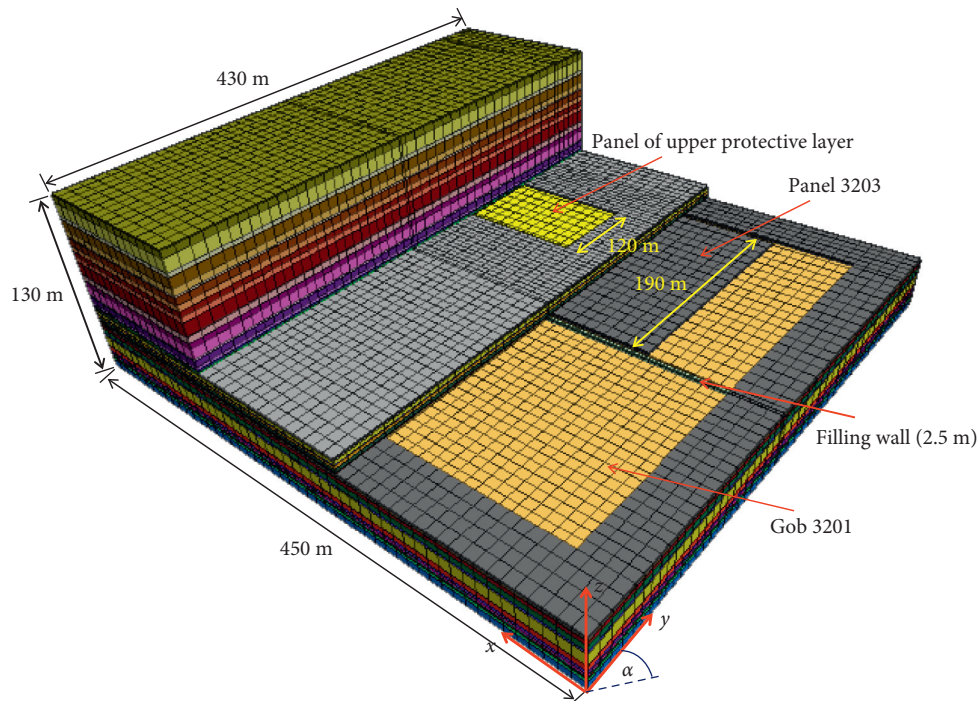 430 m
Panel of upper protective layer
Panel 3203
120 m
190 m
130 m
Filling wall (2.5 m)
Gob 3201
450 m
z
y
x
α